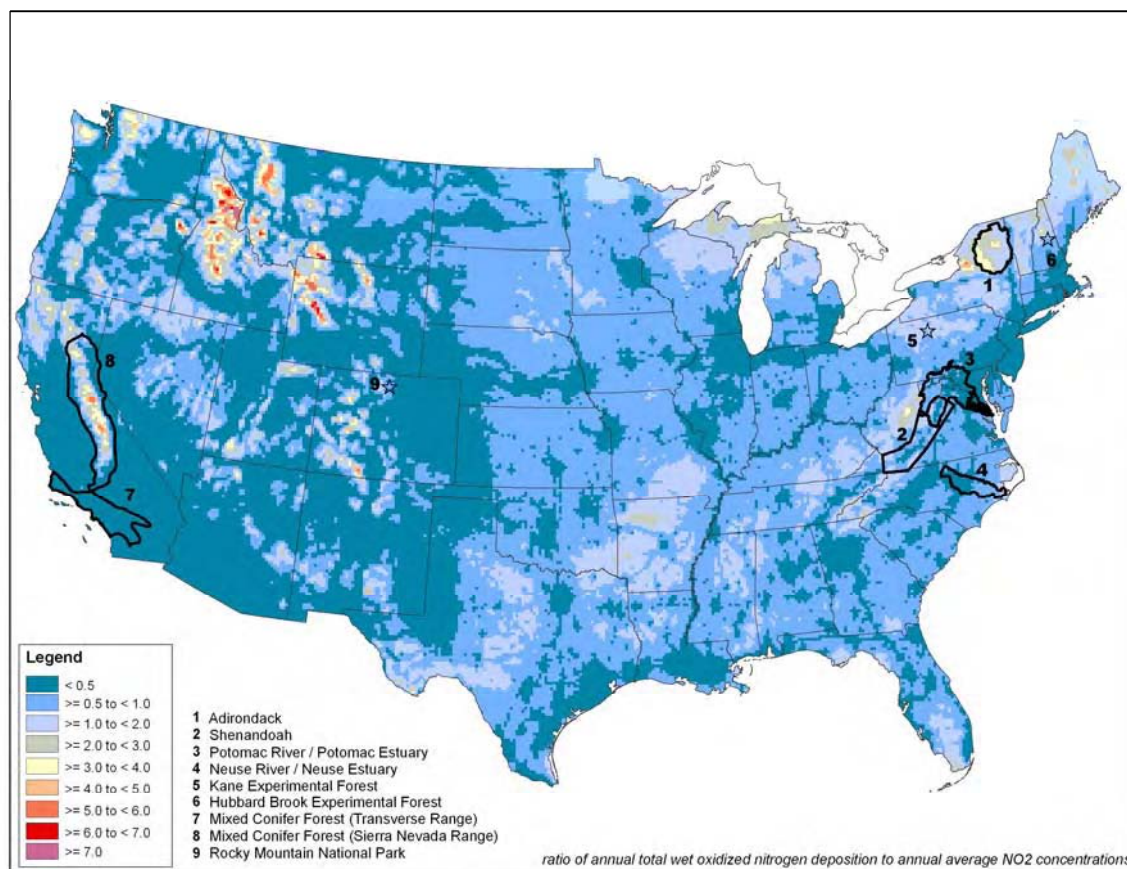 6
1
5
3
8
9
2
4
7
Legend
< 0.5
>= 0.5 to < 1.0
>= 1.0 to < 2.0
>= 2.0 to < 3.0
>= 3.0 to < 4.0
>= 4.0 to < 5.0
>= 5.0 to < 6.0
>= 6.0 to < 7.0
>= 7.0
1 Adirondack
2 Shenandoah
3 Potomac River / Potomac Estuary
4 Neuse River / Neuse Estuary
5 Kane Experimental Forest
6 Hubbard Brook Experimental Forest
7 Mixed Conifer Forest (Transverse Range)
8 Mixed Conifer Forest (Sierra Nevada Range)
9 Rocky Mountain National Park
ratio of annual total wet oxidized nitrogen deposition to annual average NO2 concentrations